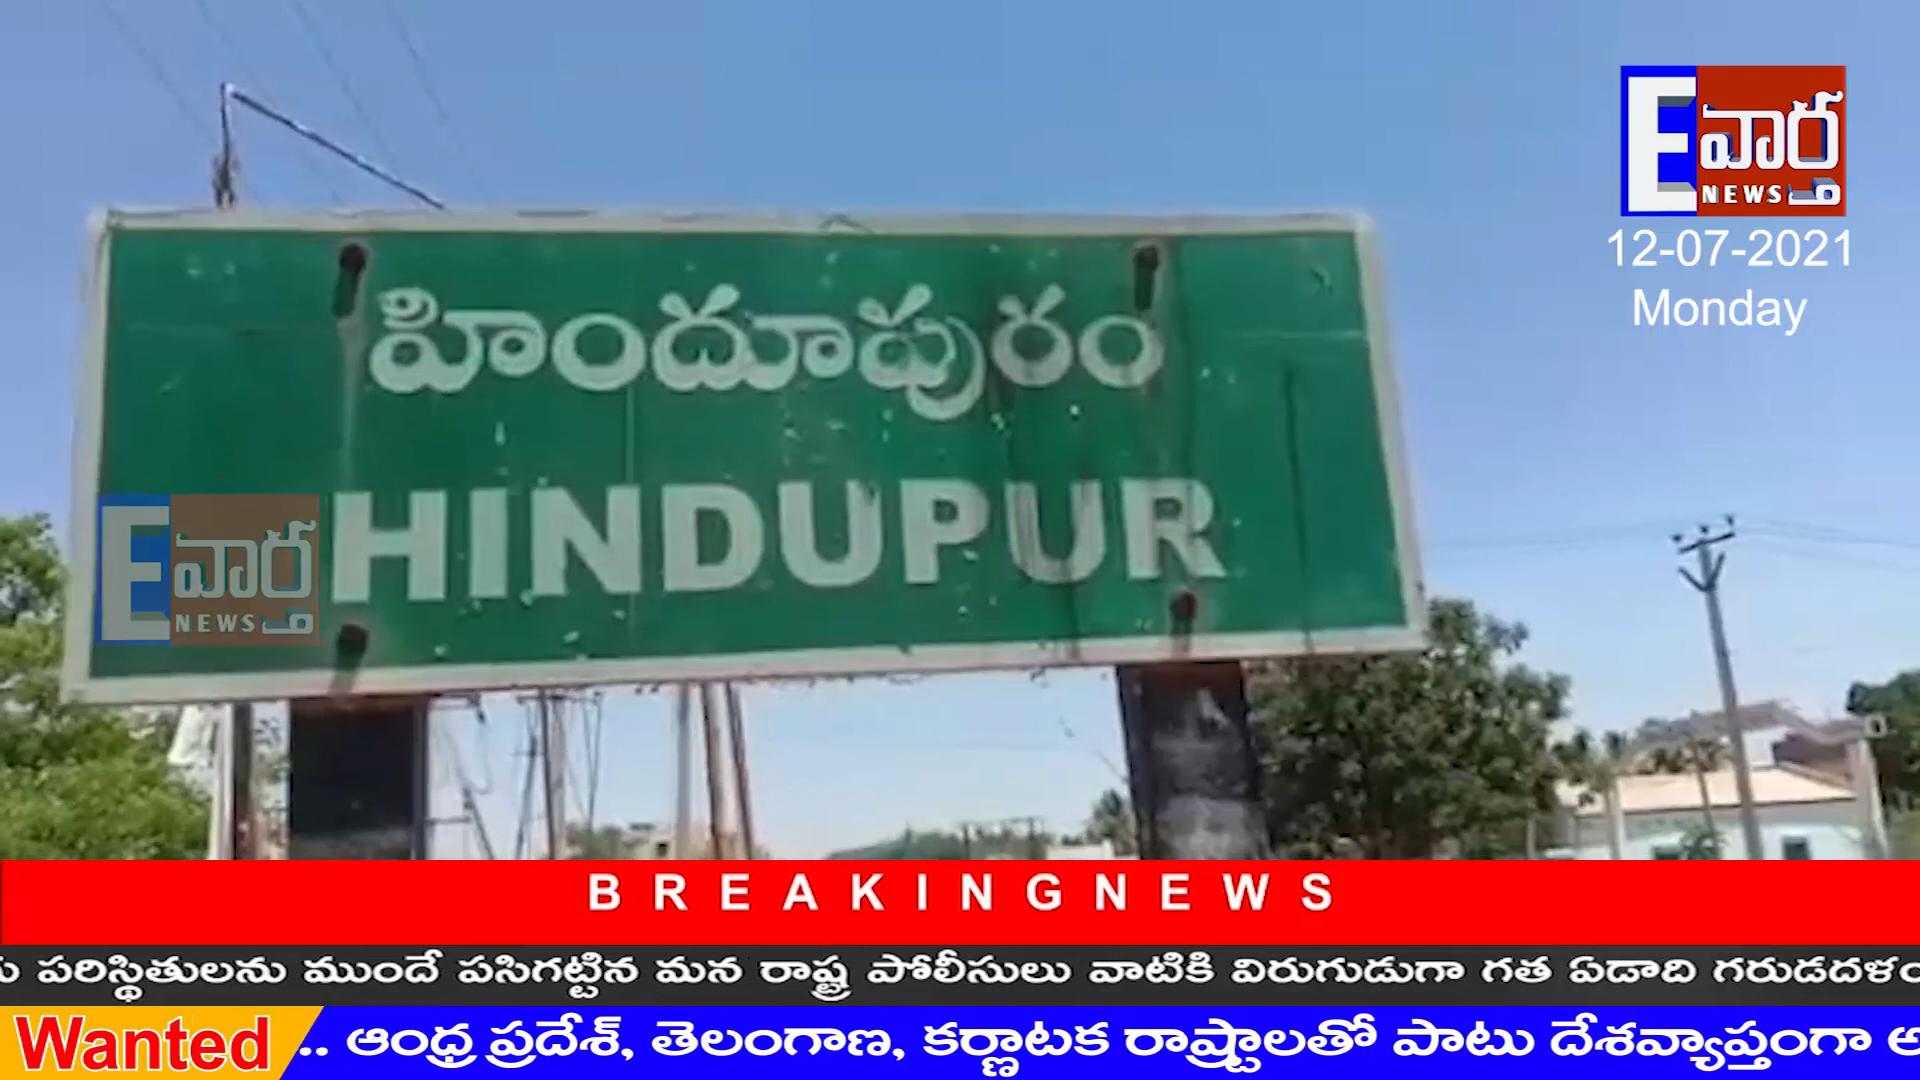 E వార్త
NEWS
12-07-2021
Monday
హిందూపురం
HINDUPUR
E వార్త
NEWS
BREAKINGNEWS
పరిస్థితులను ముందే పసిగట్టిన మన రాష్ట్ర పోలీసులు వాటికి విరుగుడుగా గత ఏడాది గరుడదళం
Wanted .. ఆంధ్ర ప్రదేశ్, తెలంగాణ, కర్ణాటక రాష్ట్రాలతో పాటు దేశవ్యాప్తంగా